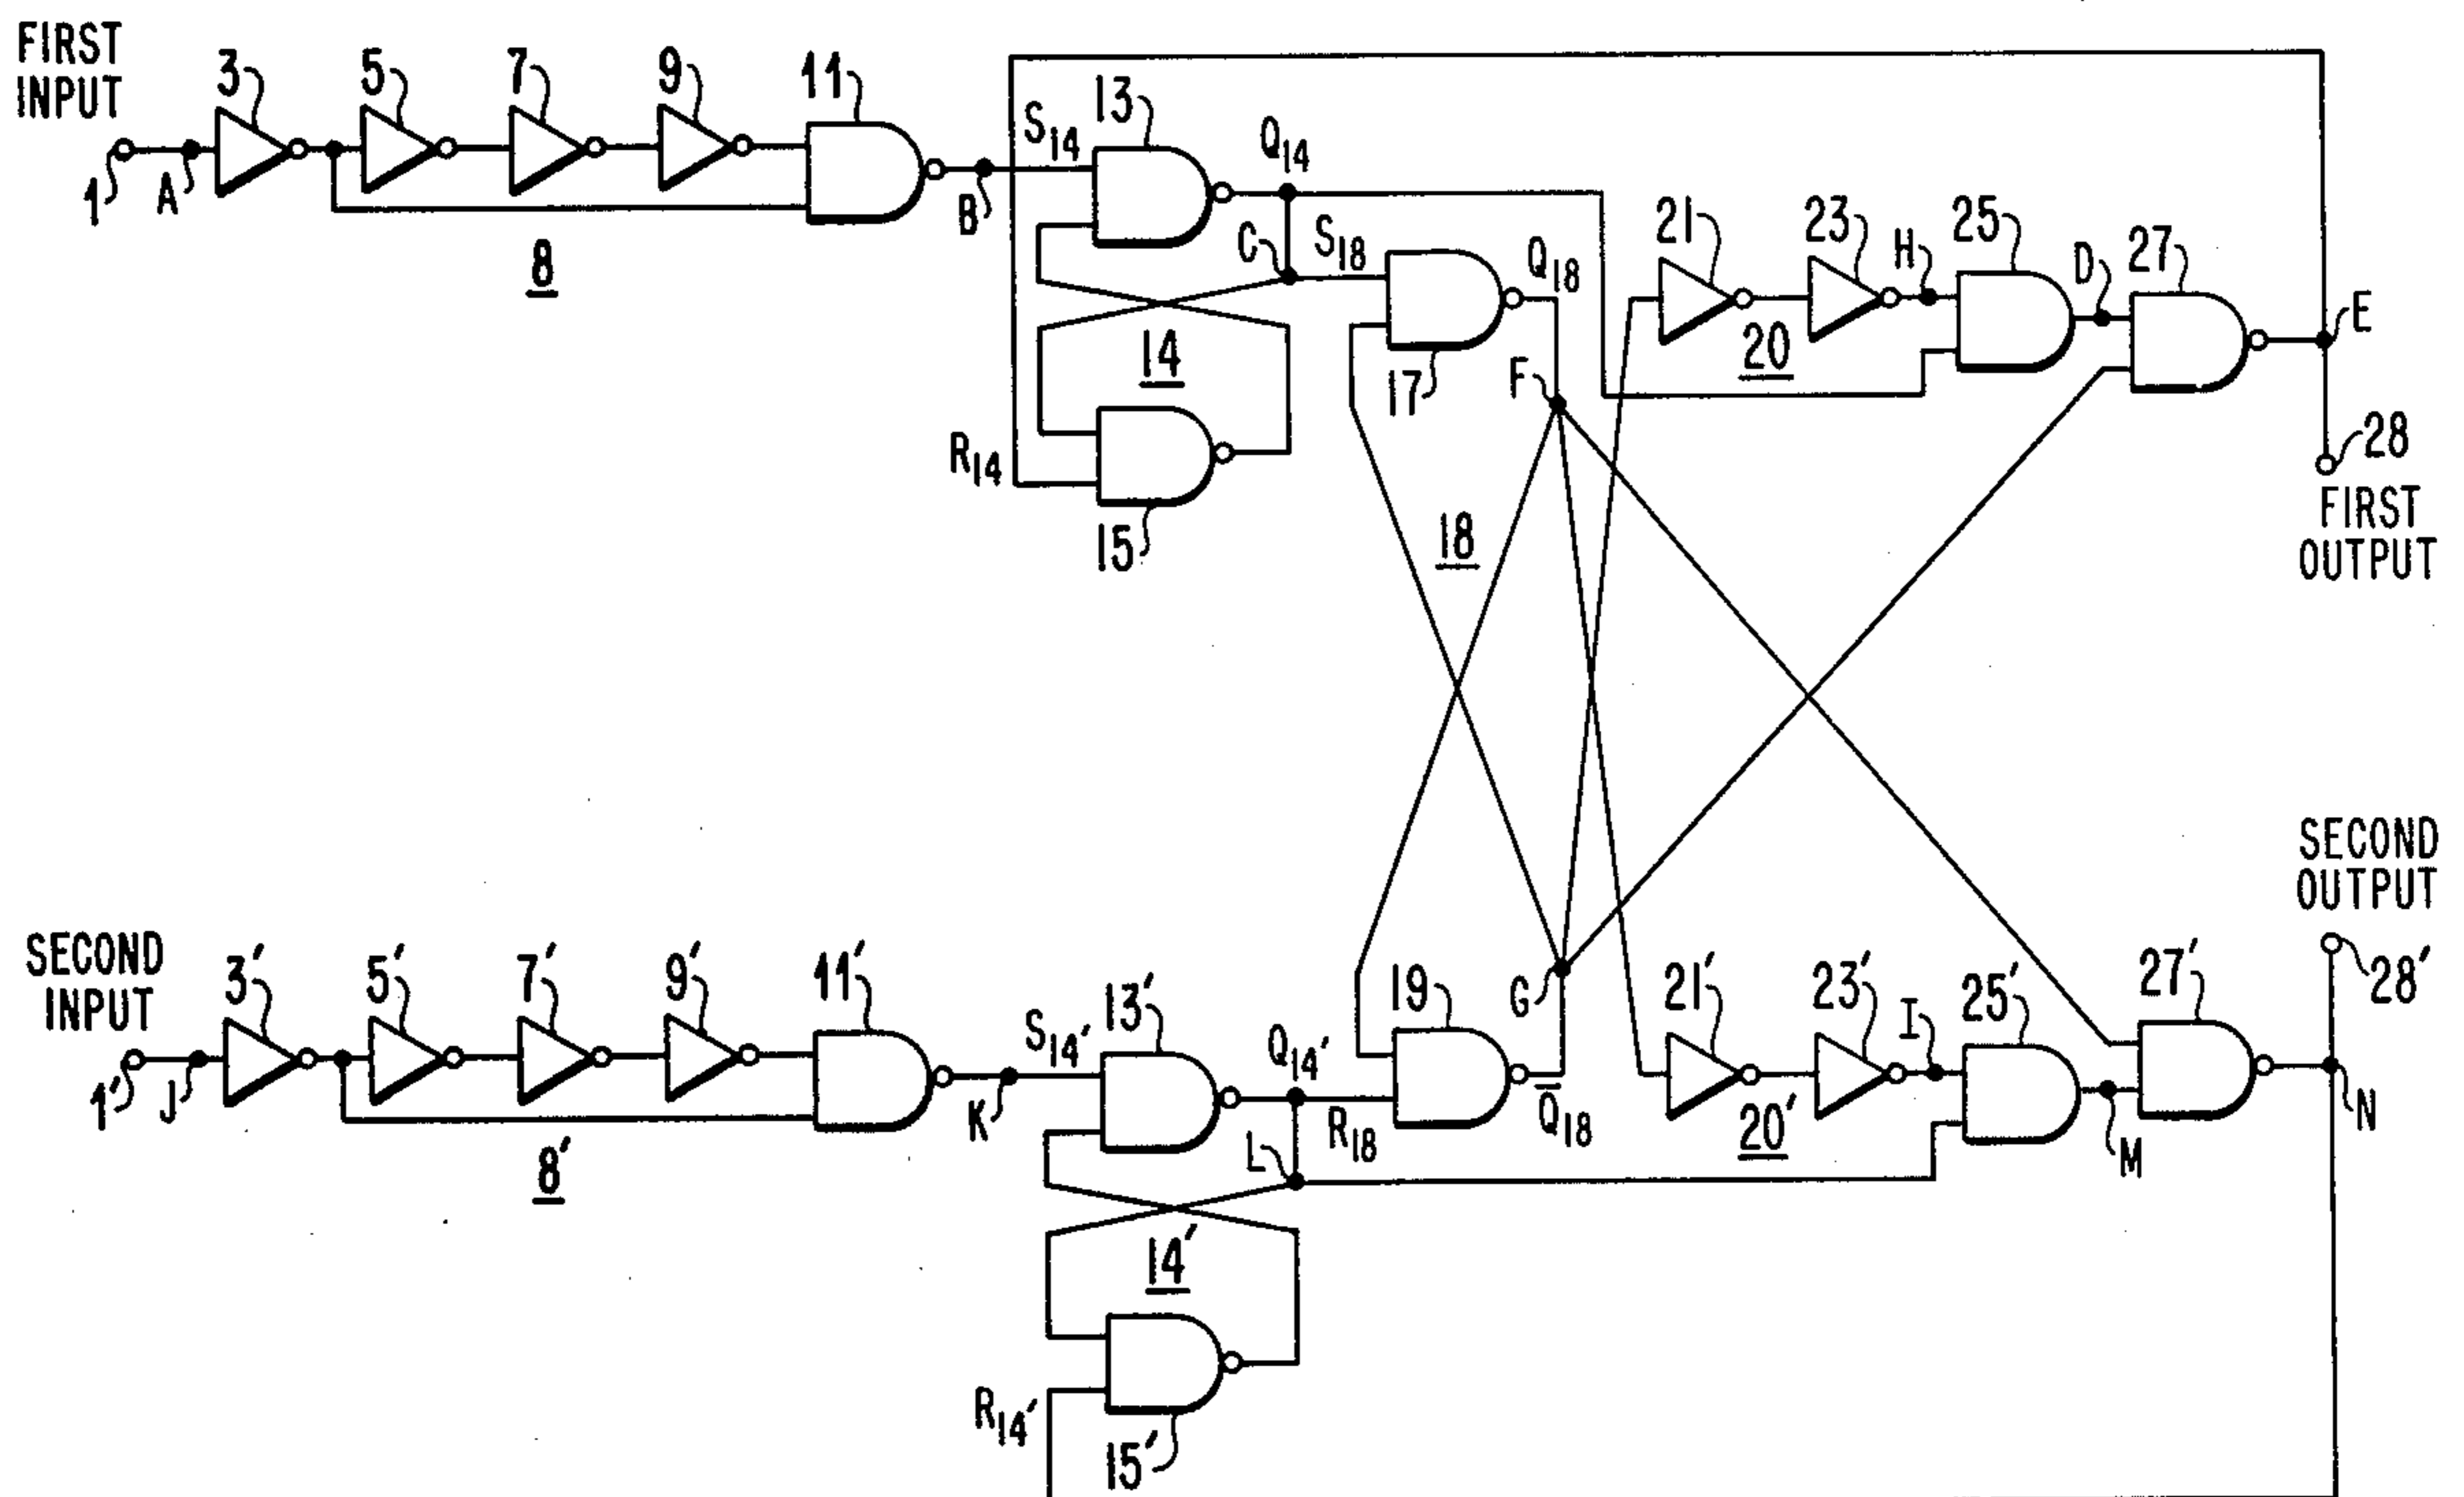 FIRST
INPUT
1
A
3
5
7
9
11
8
B
S14
13
Q14
C
S18
14
R14
15
17
Q18
F
18
21
20
23
H
25
D
27
E
28
FIRST
OUTPUT
SECOND
INPUT
1'
J
3'
5'
7'
9'
11'
8'
K
S14'
13'
Q14'
L
R18
14'
R14'
15'
19
G
Q̅18
21'
20'
23'
I
25'
M
27'
N
28'
SECOND
OUTPUT